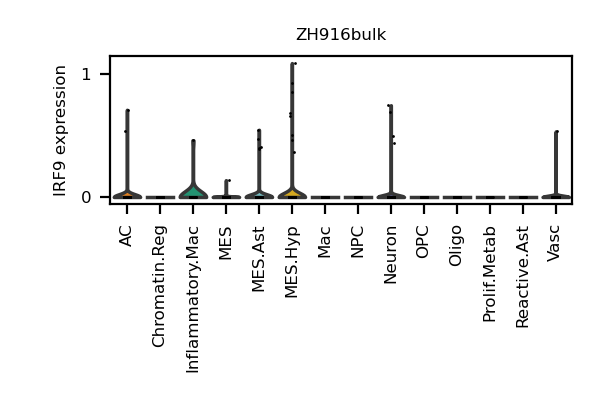 ZH916bulk
IRF9 expression
1
0
AC
Chromatin.Reg
Inflammatory.Mac
MES
MES.Ast
MES.Hyp
Mac
NPC
Neuron
OPC
Oligo
Prolif.Metab
Reactive.Ast
Vasc